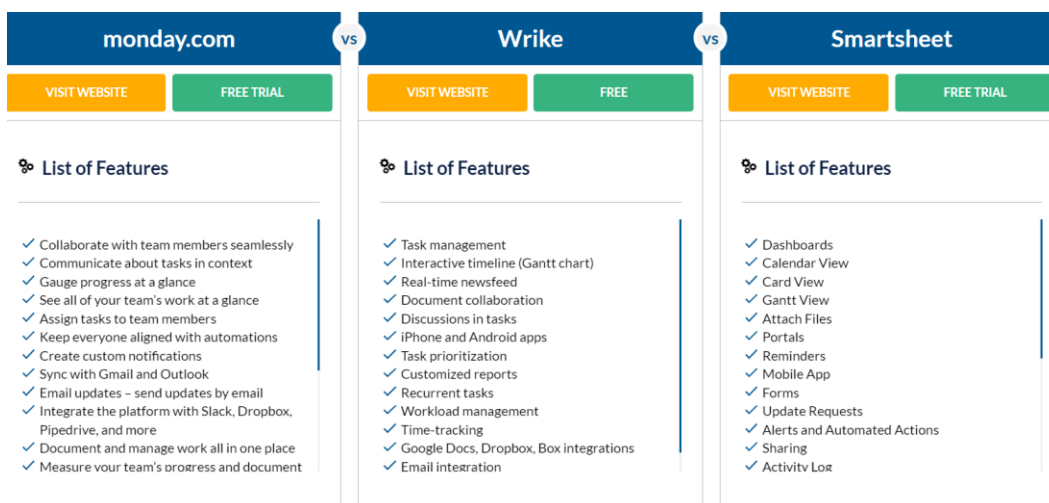 monday.com
VS
Wrike
VS
Smartsheet
VISIT WEBSITE
FREE TRIAL
VISIT WEBSITE
FREE
VISIT WEBSITE
FREE TRIAL
List of Features
Collaborate with team members seamlessly
Communicate about tasks in context
Gauge progress at a glance
See all of your team's work at a glance
Assign tasks to team members
Keep everyone aligned with automations
Create custom notifications
Sync with Gmail and Outlook
Email updates – send updates by email
Integrate the platform with Slack, Dropbox,
Pipedrive, and more
Document and manage work all in one place
Measure your team's progress and document
List of Features
Task management
Interactive timeline (Gantt chart)
Real-time newsfeed
Document collaboration
Discussions in tasks
iPhone and Android apps
Task prioritization
Customized reports
Recurrent tasks
Workload management
Time-tracking
Google Docs, Dropbox, Box integrations
Email integration
List of Features
Dashboards
Calendar View
Card View
Gantt View
Attach Files
Portals
Reminders
Mobile App
Forms
Update Requests
Alerts and Automated Actions
Sharing
Activity Log